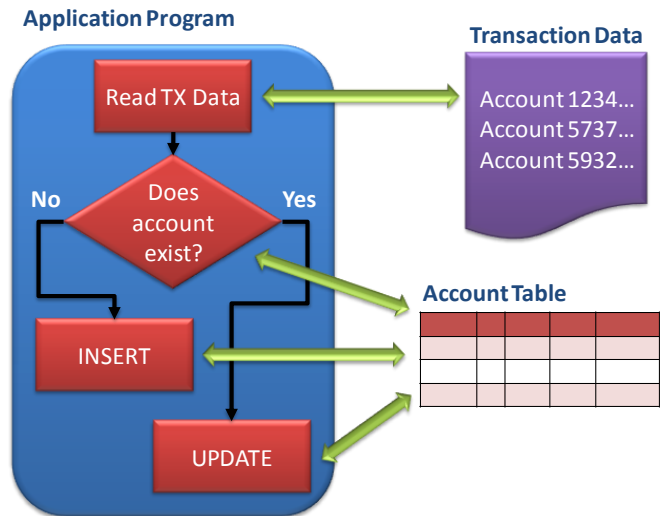 Application Program
Transaction Data
Read TX Data
Account 1234...
Account 5737...
Account 5932...
No
Does
account
exist?
Yes
Account Table
INSERT
UPDATE